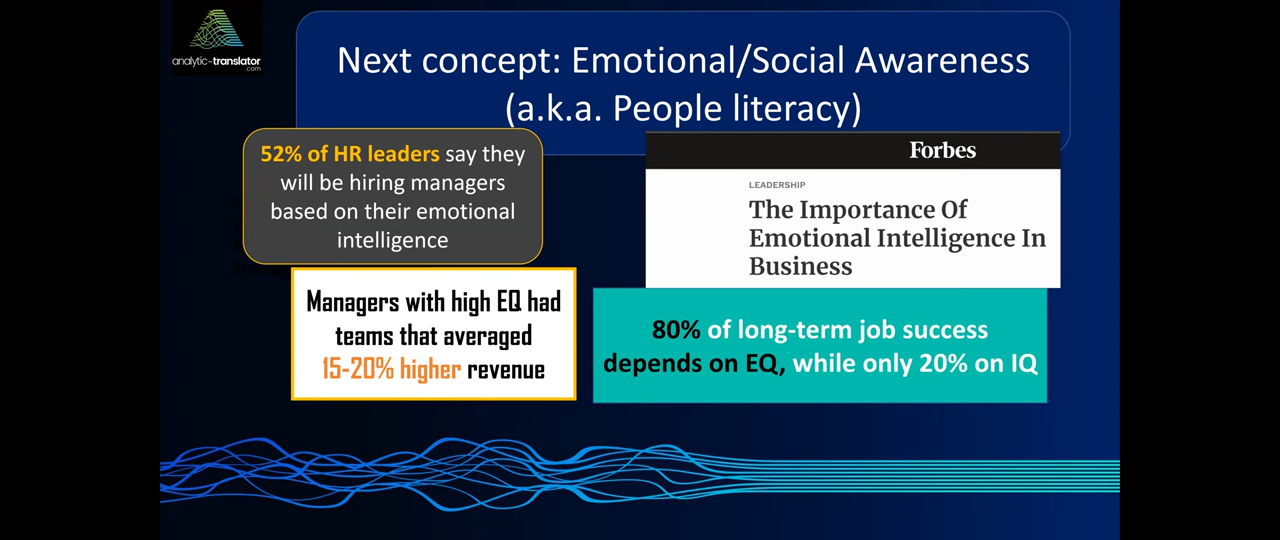 analytic-translator
.com
Next concept: Emotional/Social Awareness
(a.k.a. People literacy)
52% of HR leaders say they
will be hiring managers
based on their emotional
intelligence
Forbes
LEADERSHIP
The Importance Of
Emotional Intelligence In
Business
Managers with high EQ had
teams that averaged
15-20% higher revenue
80% of long-term job success
depends on EQ, while only 20% on IQ